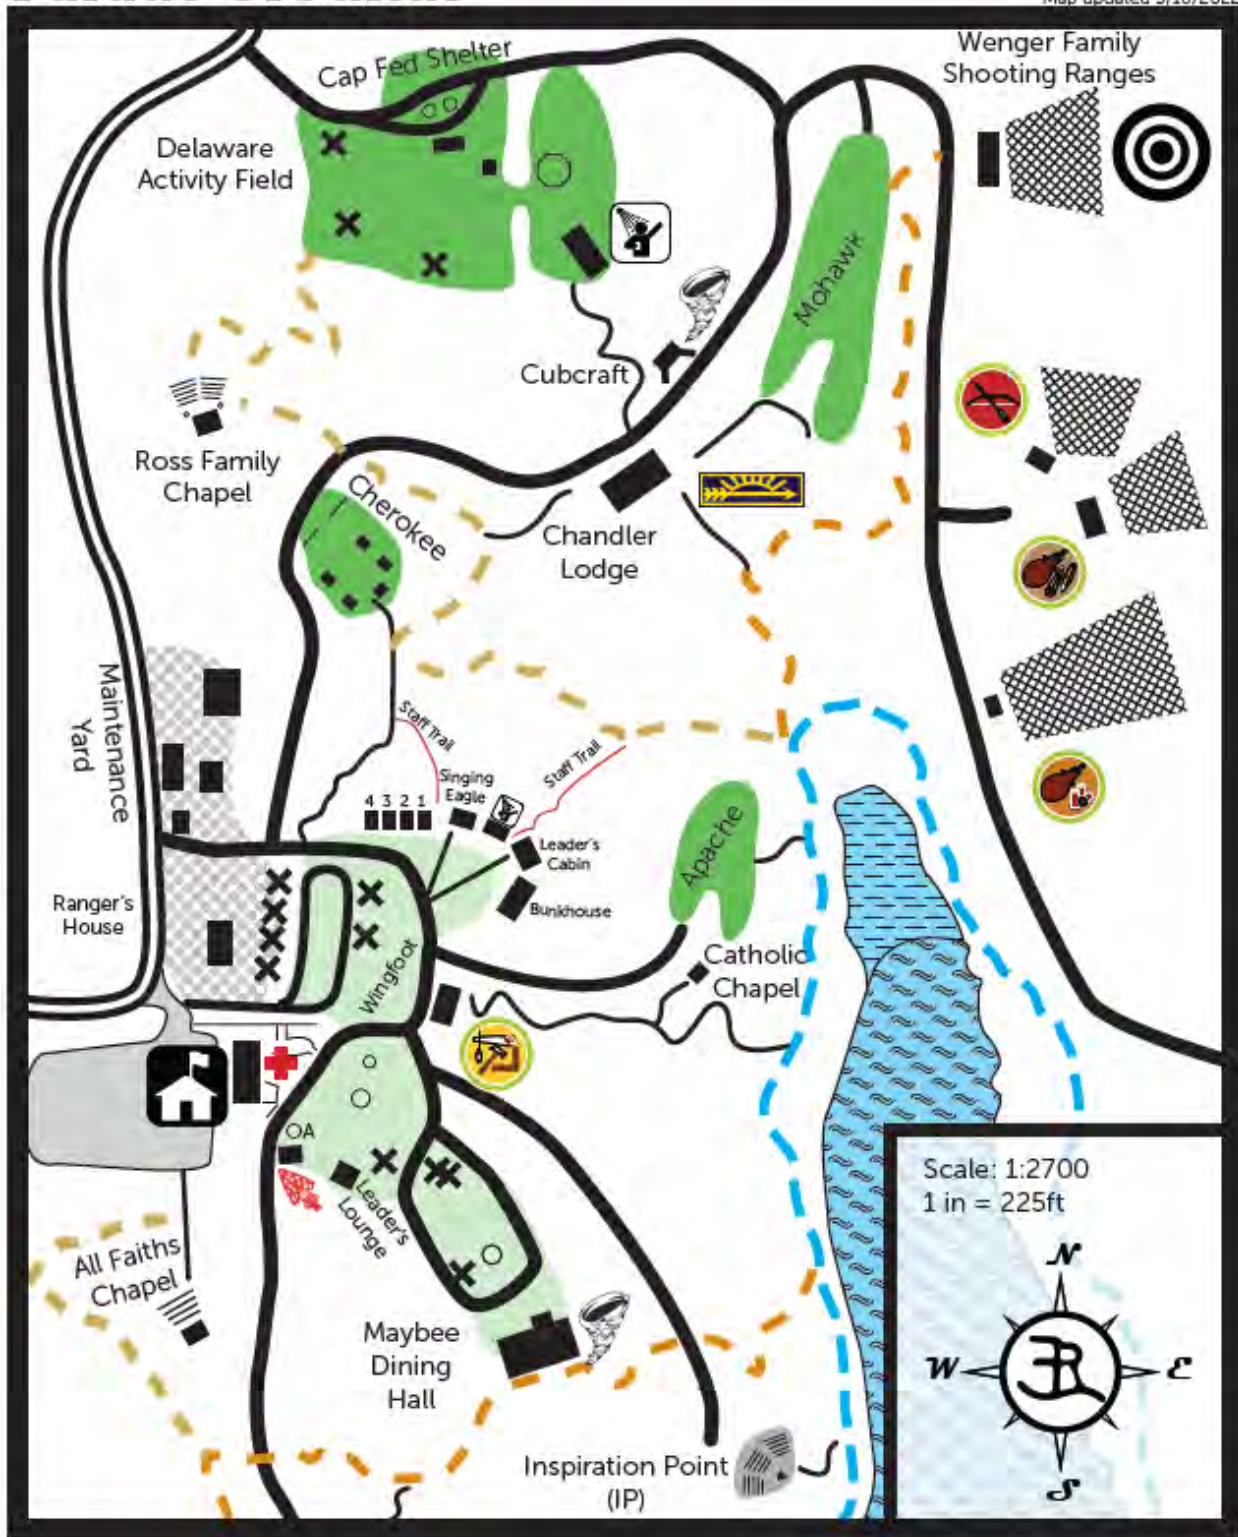 Map updated 5/10/2022
Wenger Family
Shooting Ranges
Cap Fed Shelter
Delaware
Activity Field
Mohawk
Cubcraft
Ross Family
Chapel
Cherokee
Chandler
Lodge
Maintenance
Yard
Staff Trail
Staff Trail
Singing
Eagle
4 3 2 1
Leader's
Cabin
Apache
Bunkhouse
Ranger's
House
Wingfoot
Catholic
Chapel
OA
Leader's
Lounge
All Faiths
Chapel
Maybee
Dining
Hall
Inspiration Point
(IP)
Scale: 1:2700
1 in = 225ft
N
W
E
S